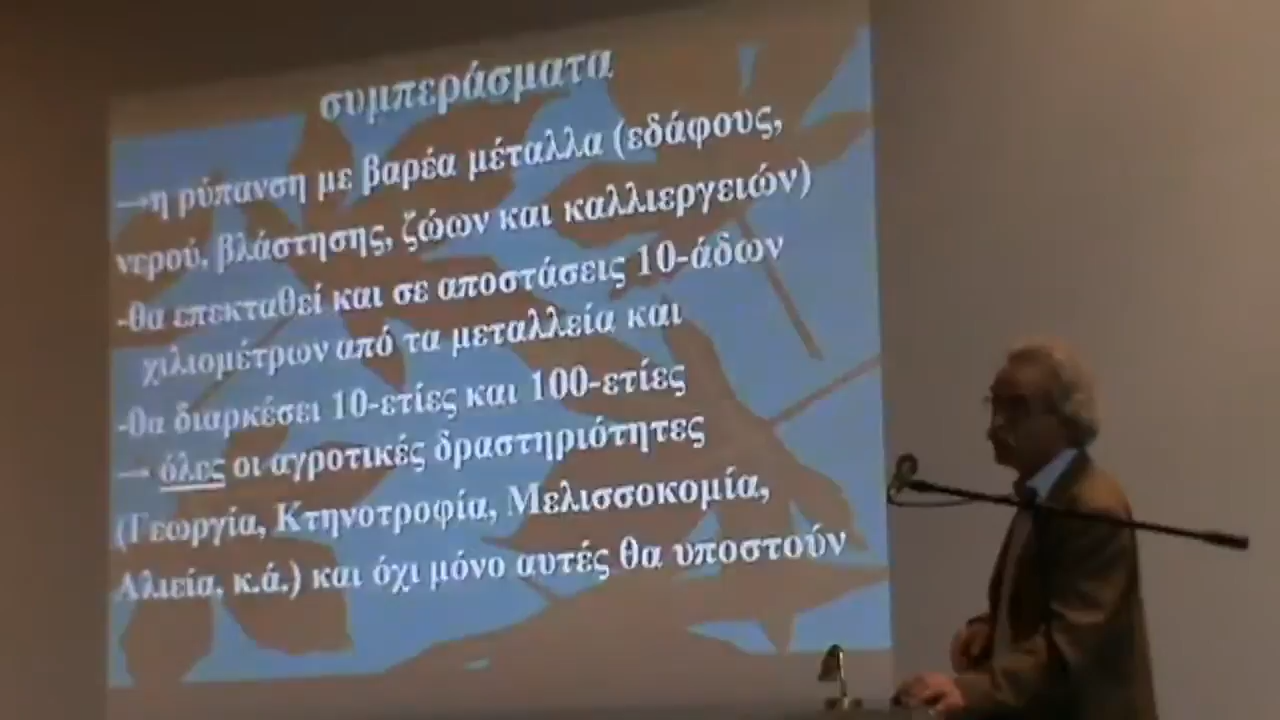 συμπεράσματα
→η ρύπανση με βαρέα μέταλλα (εδάφους,
νερού, βλάστησης, ζώων και καλλιεργειών)
-θα επεκταθεί και σε αποστάσεις 10-άδων
χιλιομέτρων από τα μεταλλεία και
-θα διαρκέσει 10-ετίες και 100-ετίες
→ όλες οι αγροτικές δραστηριότητες
(Γεωργία, Κτηνοτροφία, Μελισσοκομία,
Αλιεία, κ.ά.) και όχι μόνο αυτές θα υποστούν